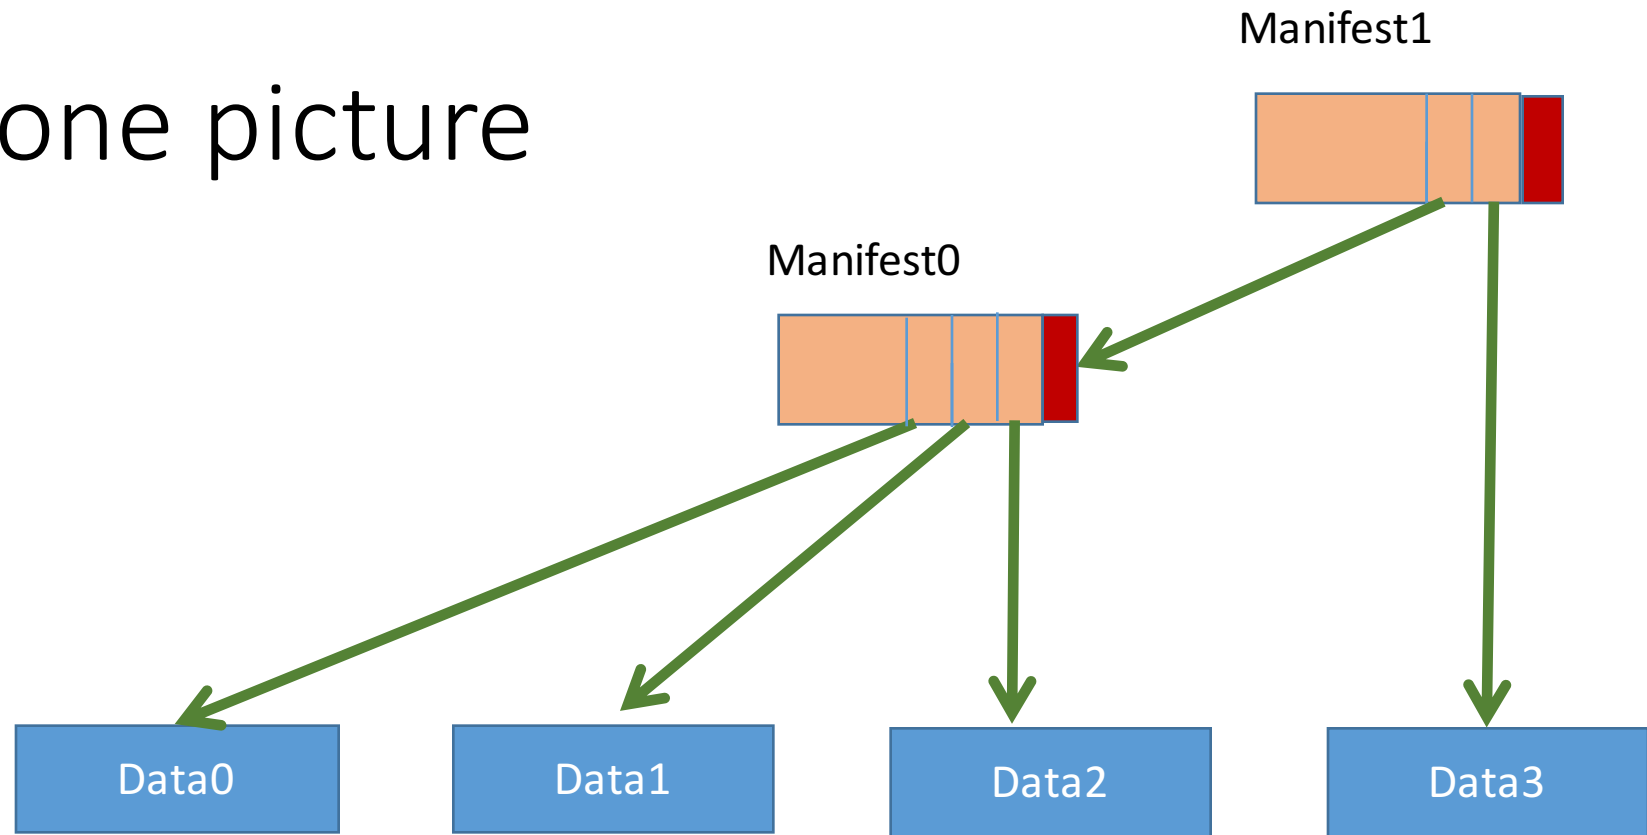 Manifest1
one picture
Manifest0
Data0
Data1
Data2
Data3